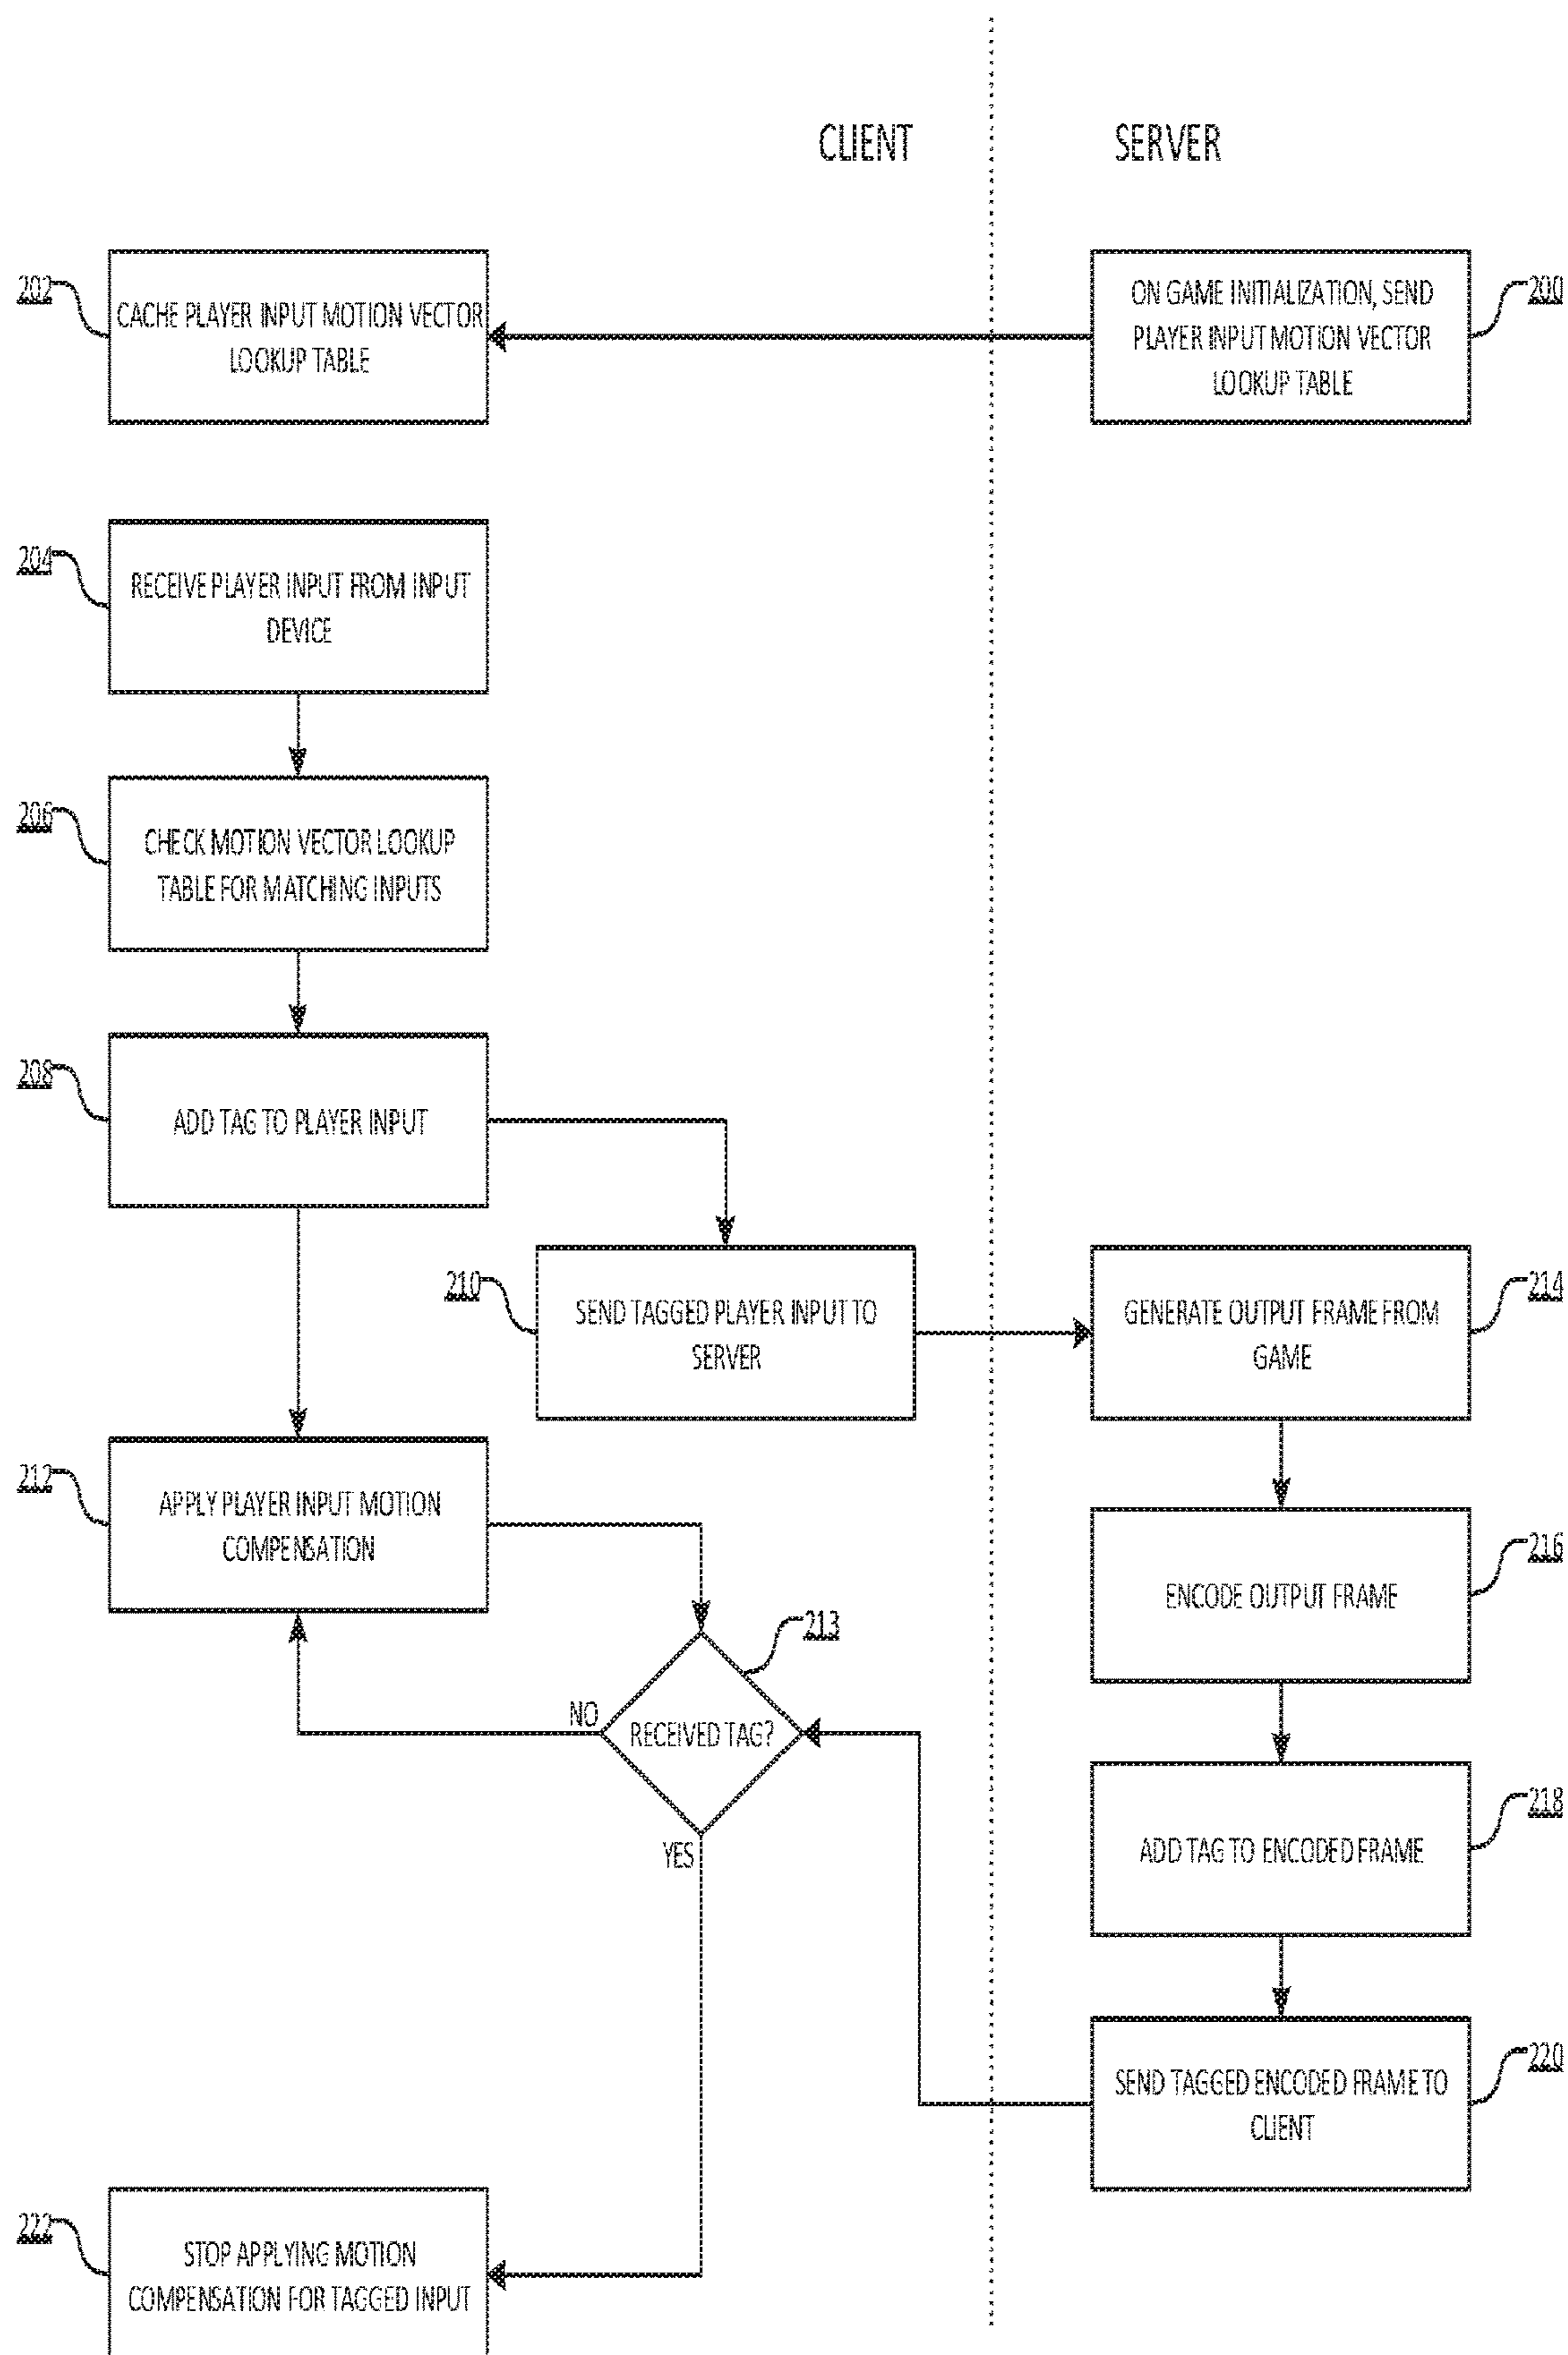 CLIENT
SERVER
202
CACHE PLAYER INPUT MOTION VECTOR
LOOKUP TABLE
ON GAME INITIALIZATION, SEND
PLAYER INPUT MOTION VECTOR
LOOKUP TABLE
200
204
RECEIVE PLAYER INPUT FROM INPUT
DEVICE
206
CHECK MOTION VECTOR LOOKUP
TABLE FOR MATCHING INPUTS
208
ADD TAG TO PLAYER INPUT
210
SEND TAGGED PLAYER INPUT TO
SERVER
GENERATE OUTPUT FRAME FROM
GAME
214
212
APPLY PLAYER INPUT MOTION
COMPENSATION
ENCODE OUTPUT FRAME
216
213
NO
RECEIVED TAG?
YES
ADD TAG TO ENCODED FRAME
218
SEND TAGGED ENCODED FRAME TO
CLIENT
220
222
STOP APPLYING MOTION
COMPENSATION FOR TAGGED INPUT